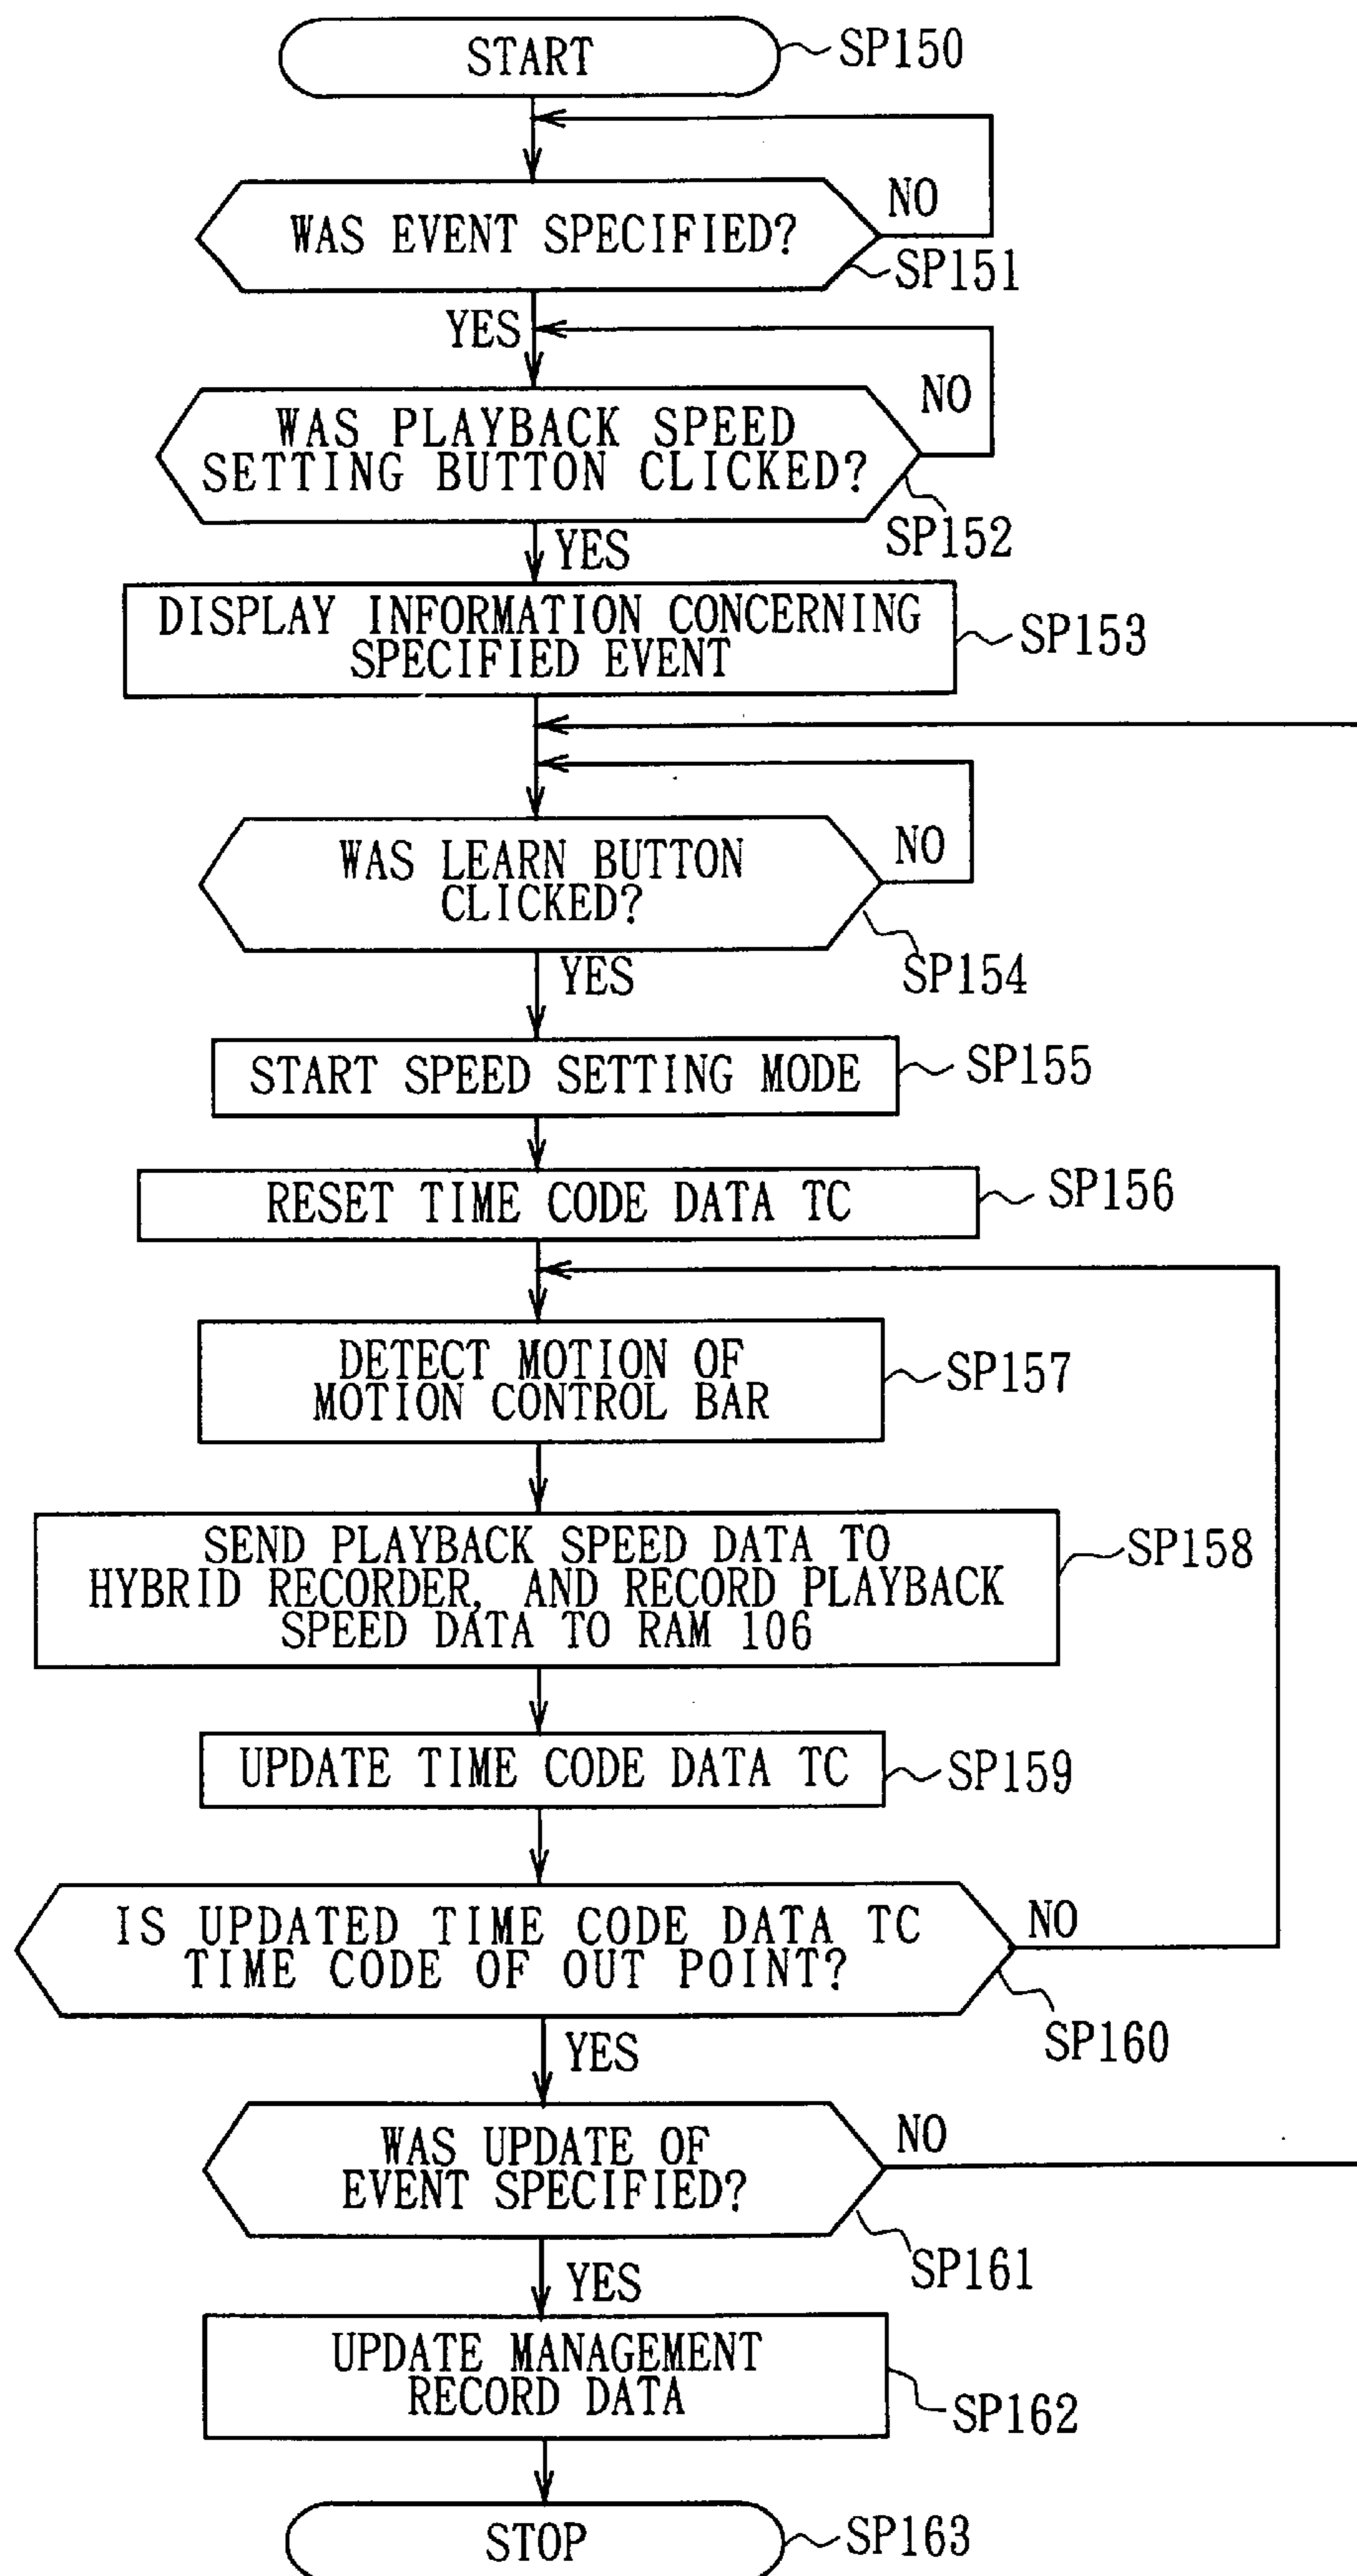 START
SP150
NO
WAS EVENT SPECIFIED?
SP151
YES
NO
WAS PLAYBACK SPEED
SETTING BUTTON CLICKED?
SP152
YES
DISPLAY INFORMATION CONCERNING
SPECIFIED EVENT
SP153
NO
WAS LEARN BUTTON
CLICKED?
SP154
YES
START SPEED SETTING MODE
SP155
RESET TIME CODE DATA TC
SP156
DETECT MOTION OF
MOTION CONTROL BAR
SP157
SEND PLAYBACK SPEED DATA TO
HYBRID RECORDER, AND RECORD PLAYBACK
SPEED DATA TO RAM 106
SP158
UPDATE TIME CODE DATA TC
SP159
IS UPDATED TIME CODE DATA TC
TIME CODE OF OUT POINT?
NO
SP160
YES
WAS UPDATE OF
EVENT SPECIFIED?
NO
SP161
YES
UPDATE MANAGEMENT
RECORD DATA
SP162
STOP
SP163